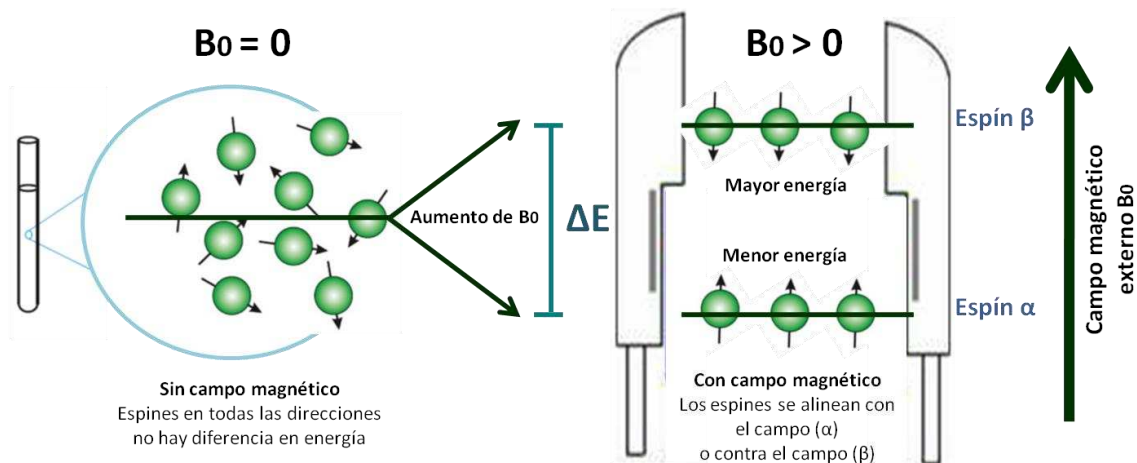 B0 = 0
Aumento de B0
ΔE
Sin campo magnético
Espines en todas las direcciones
no hay diferencia en energía
B0 > 0
Espín β
Mayor energía
Menor energía
Espín α
Con campo magnético
Los espines se alinean con
el campo (α)
o contra el campo (β)
Campo magnético
externo B0